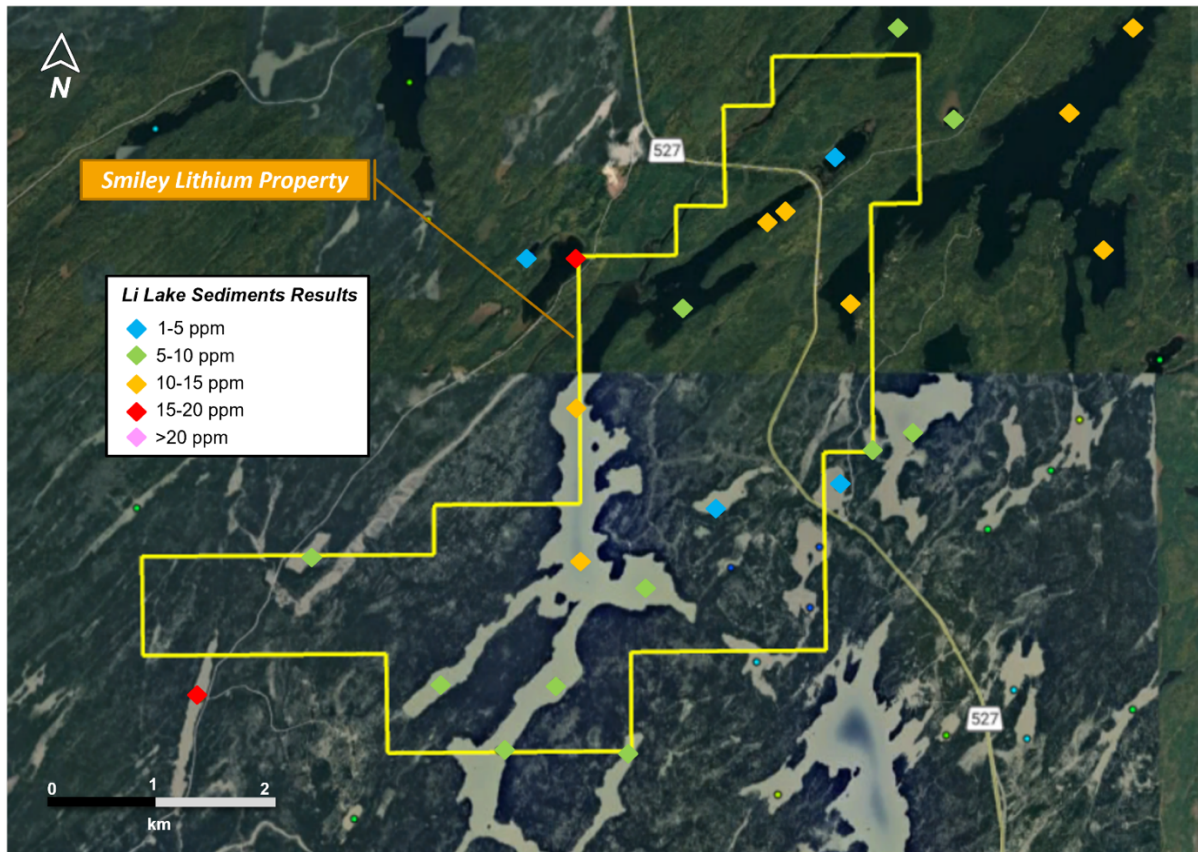 N
527
Smiley Lithium Property
Li Lake Sediments Results
1-5 ppm
5-10 ppm
10-15 ppm
15-20 ppm
>20 ppm
527
0 1 2
km